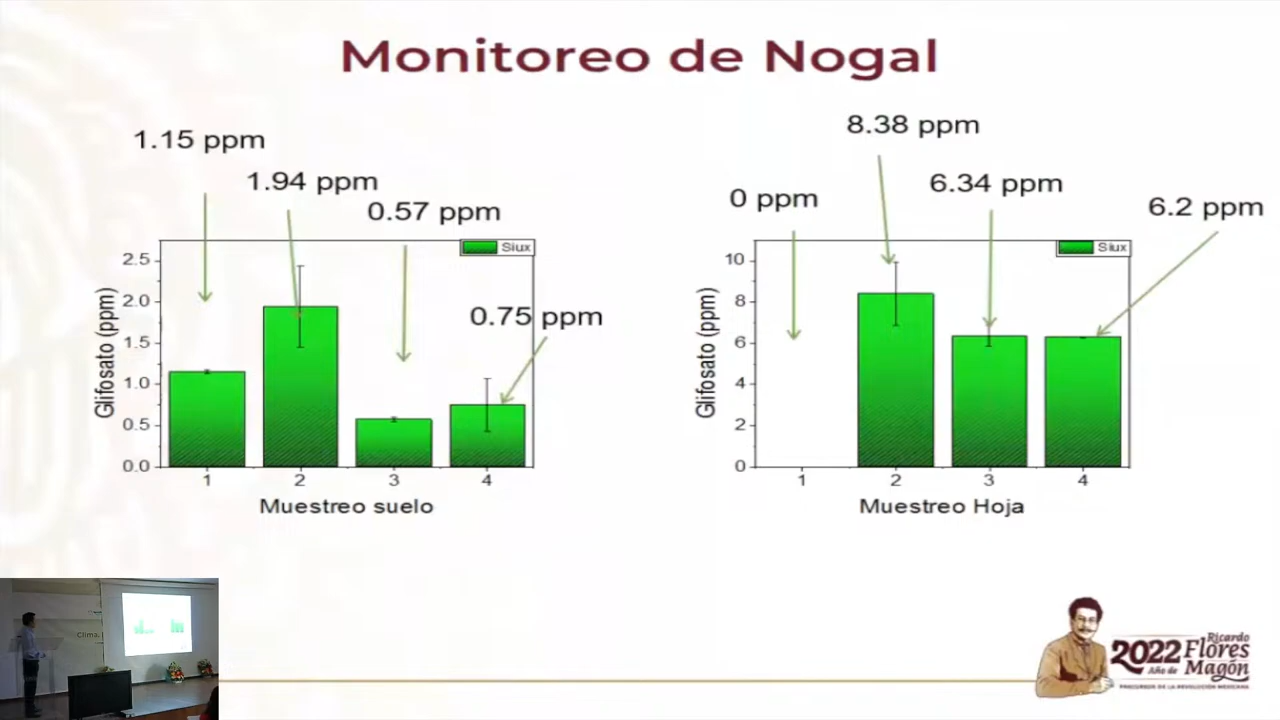 Monitoreo de Nogal
1.15 ppm
1.94 ppm
0.57 ppm
0.75 ppm
Siux
Glifosato (ppm)
2.5
2.0
1.5
1.0
0.5
0.0
1 2 3 4
Muestreo suelo
0 ppm
8.38 ppm
6.34 ppm
6.2 ppm
Siux
Glifosato (ppm)
10
8
6
4
2
0
1 2 3 4
Muestreo Hoja
Clima,
2022 Ricardo
Año de Flores
Magón
PRECURSOR DE LA REVOLUCIÓN MEXICANA